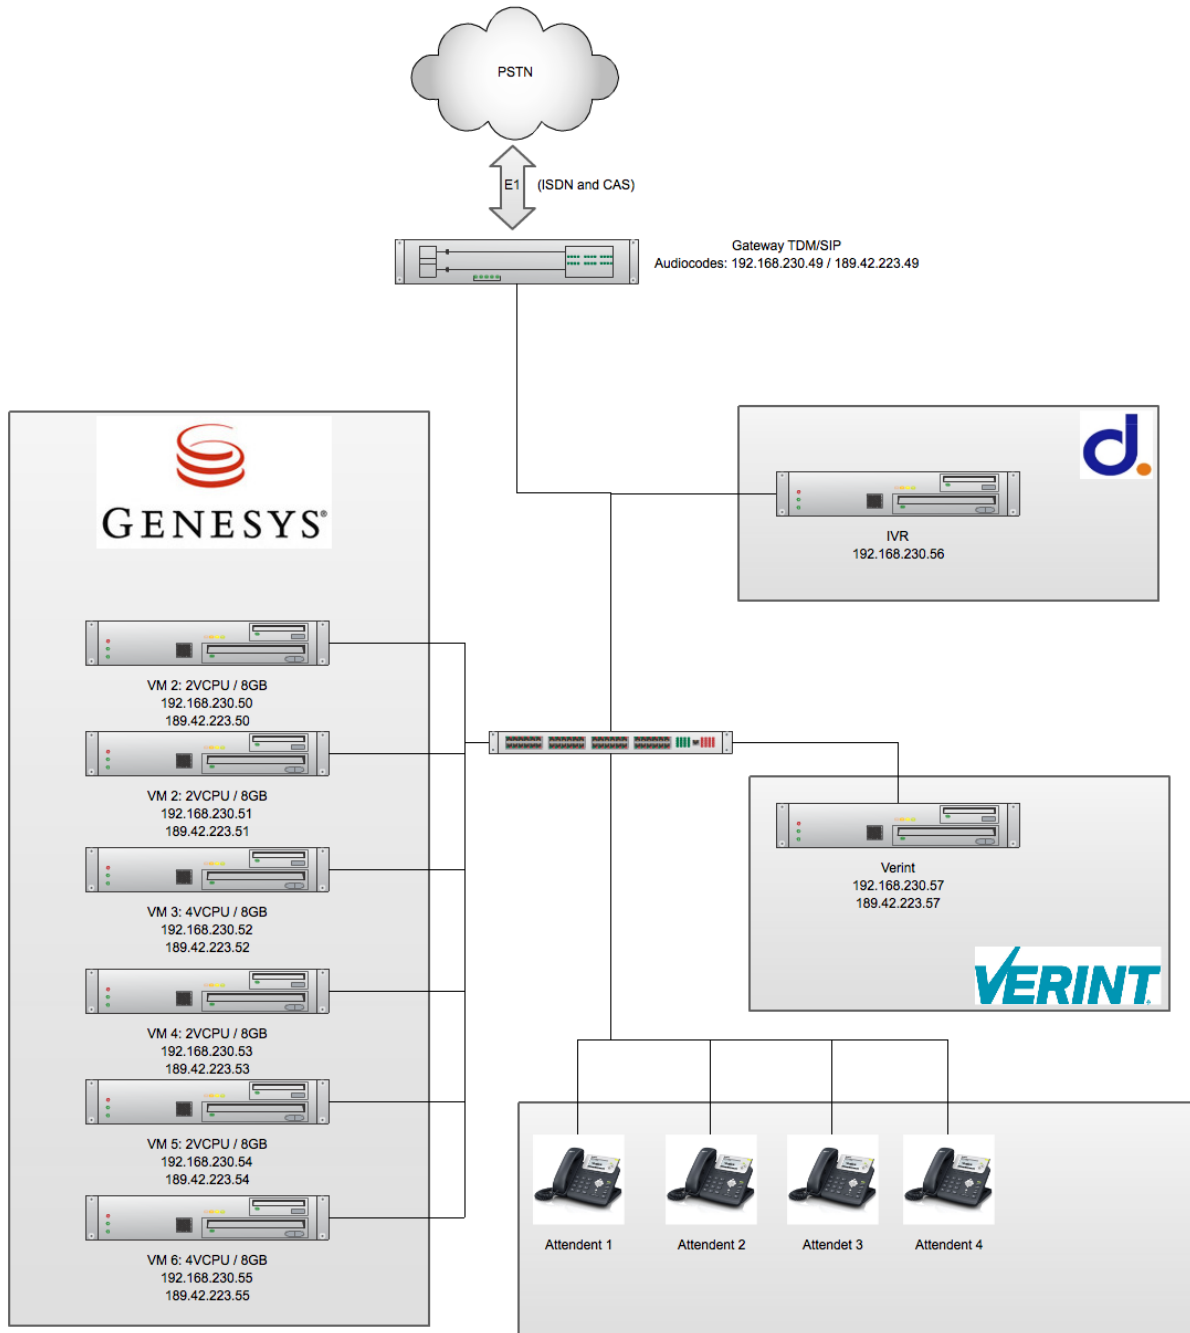 PSTN
E1 (ISDN and CAS)
Gateway TDM/SIP
Audiocodes: 192.168.230.49 / 189.42.223.49
GENESYS®
d.
IVR
192.168.230.56
VM 2: 2VCPU / 8GB
192.168.230.50
189.42.223.50
VM 2: 2VCPU / 8GB
192.168.230.51
189.42.223.51
VM 3: 4VCPU / 8GB
192.168.230.52
189.42.223.52
VM 4: 2VCPU / 8GB
192.168.230.53
189.42.223.53
VM 5: 2VCPU / 8GB
192.168.230.54
189.42.223.54
VM 6: 4VCPU / 8GB
192.168.230.55
189.42.223.55
Verint
192.168.230.57
189.42.223.57
VERINT
Attendent 1
Attendent 2
Attendet 3
Attendent 4